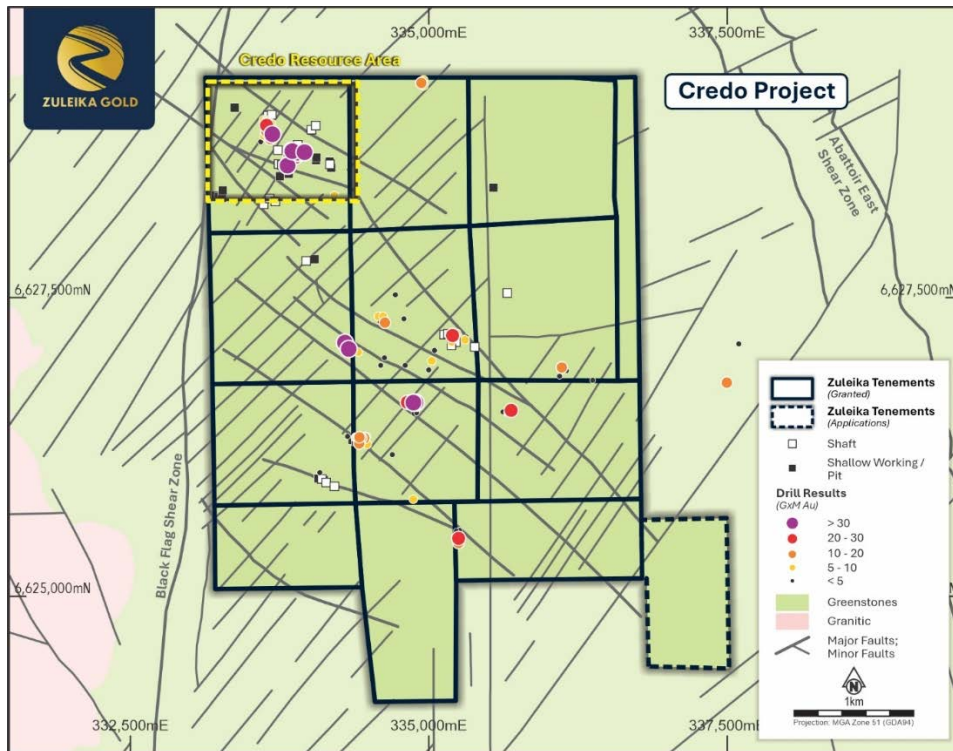 335,000mE
337,500mE
ZULEIKA GOLD
Credo Resource Area
Credo Project
Abattoir East
Shear Zone
6,627,500mN
6,627,500mN
Black Flag Shear Zone
6,625,000mN
Zuleika Tenements
(Granted)
Zuleika Tenements
(Applications)
Shaft
Shallow Working /
Pit
Drill Results
(GxM Au)
> 30
20 - 30
10 - 20
5 - 10
< 5
Greenstones
Granitic
Major Faults;
Minor Faults
N
1km
Projection: MGA Zone 51 (GDA94)
332,500mE
335,000mE
337,500mE